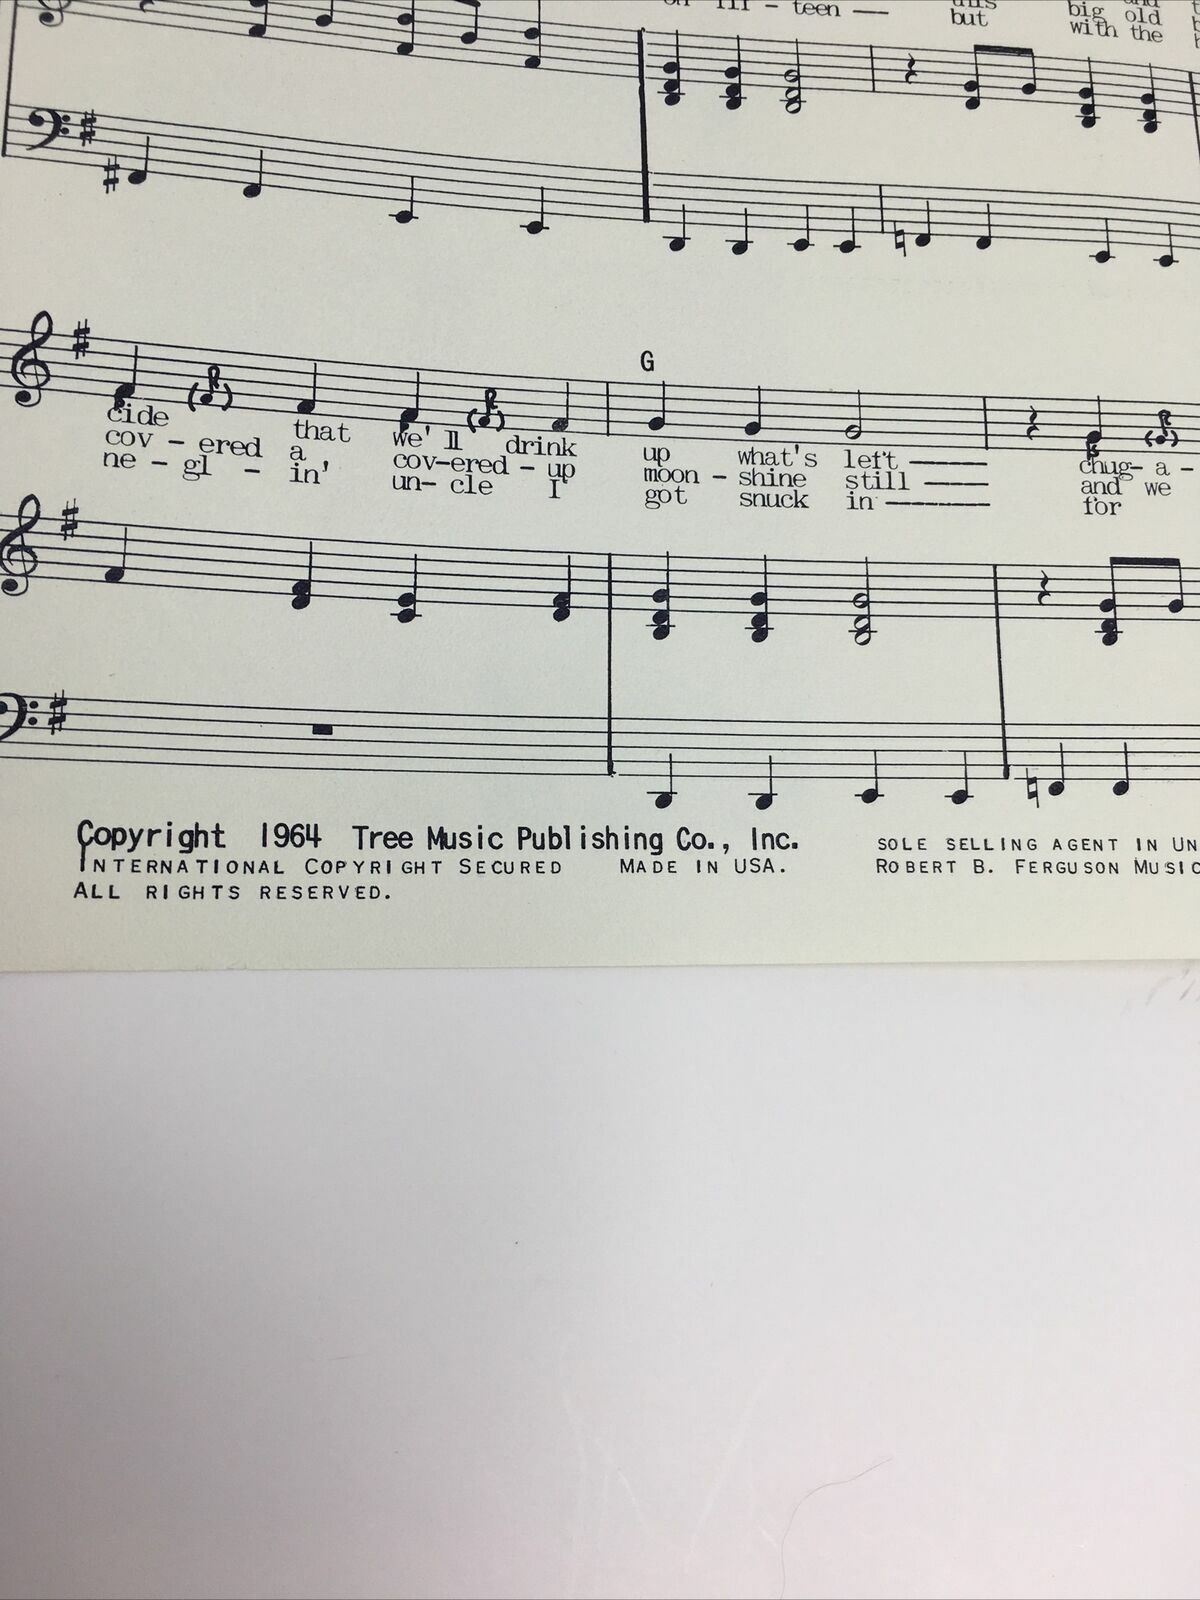 - teen —
but big old
with the
G
cide that we'll drink up what's left chug- a -
cov - ered a cov-ered - up moon - shine still and we
ne - gl - in' un- cle I got snuck in for
Copyright 1964 Tree Music Publishing Co., Inc.
INTERNATIONAL COPYRIGHT SECURED MADE IN USA.
ALL RIGHTS RESERVED.
SOLE SELLING AGENT IN
ROBERT B. FERGUSON